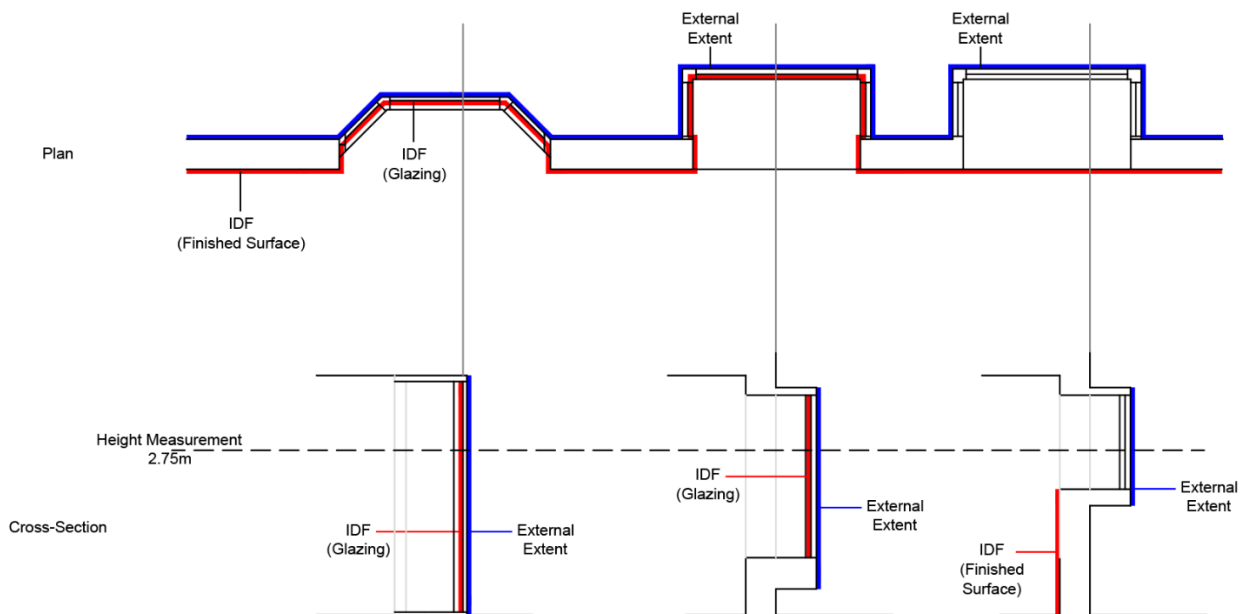 External
Extent
External
Extent
Plan
IDF
(Glazing)
IDF
(Finished Surface)
Height Measurement
2.75m
IDF
(Glazing)
External
Extent
External
Extent
Cross-Section
IDF
(Glazing)
External
Extent
IDF
(Finished
Surface)